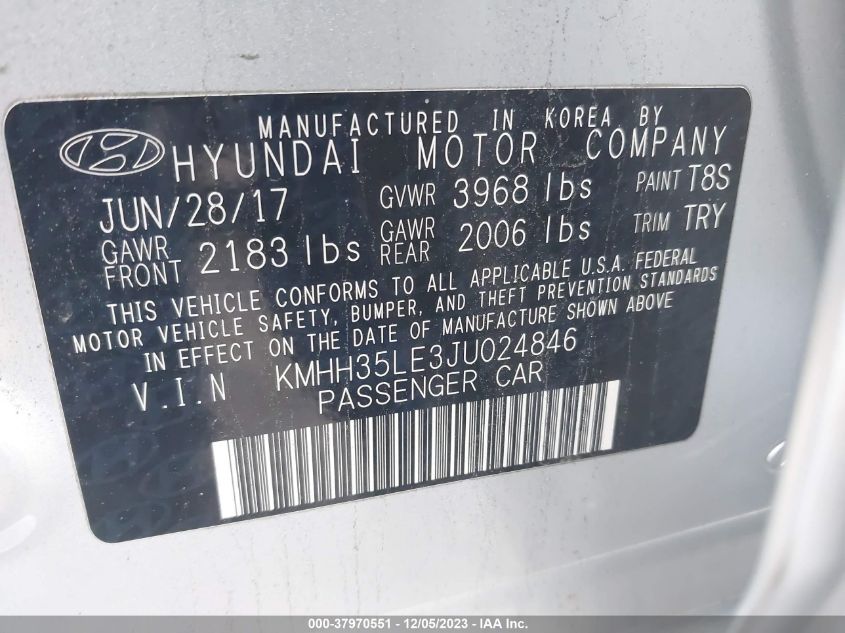 MANUFACTURED IN KOREA BY
HYUNDAI MOTOR COMPANY
JUN/28/17 GVWR 3968 lbs PAINT T8S
GAWR FRONT 2183 lbs GAWR REAR 2006 lbs TRIM TRY
THIS VEHICLE CONFORMS TO ALL APPLICABLE U.S.A. FEDERAL
MOTOR VEHICLE SAFETY, BUMPER, AND THEFT PREVENTION STANDARDS
IN EFFECT ON THE DATE OF MANUFACTURE SHOWN ABOVE
V.I.N KMHH35LE3JU024846
PASSENGER CAR
000-37970551 - 12/05/2023 - IAA Inc.